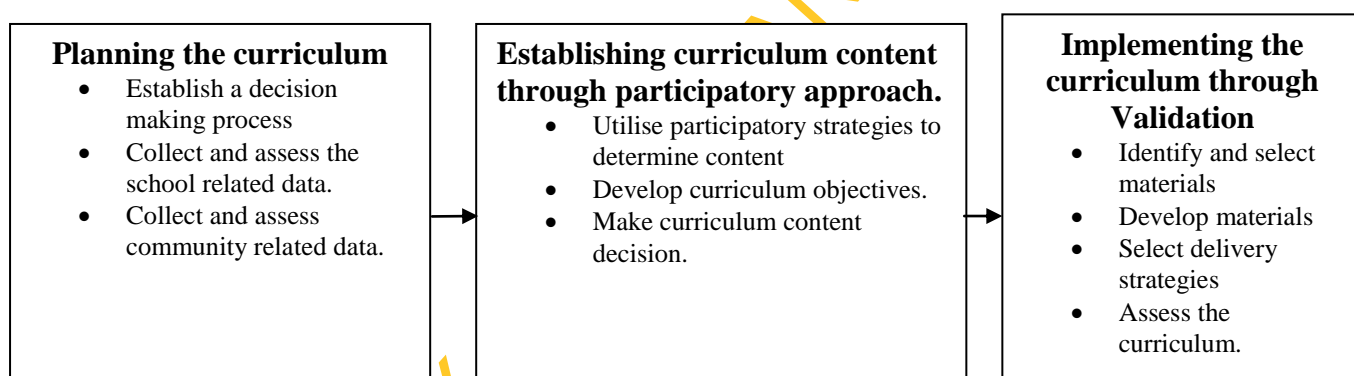 Planning the curriculum
• Establish a decision
making process
• Collect and assess the
school related data.
• Collect and assess
community related data.
Establishing curriculum content
through participatory approach.
• Utilise participatory strategies to
determine content
• Develop curriculum objectives.
• Make curriculum content
decision.
Implementing the
curriculum through
Validation
• Identify and select
materials
• Develop materials
• Select delivery
strategies
• Assess the
curriculum.